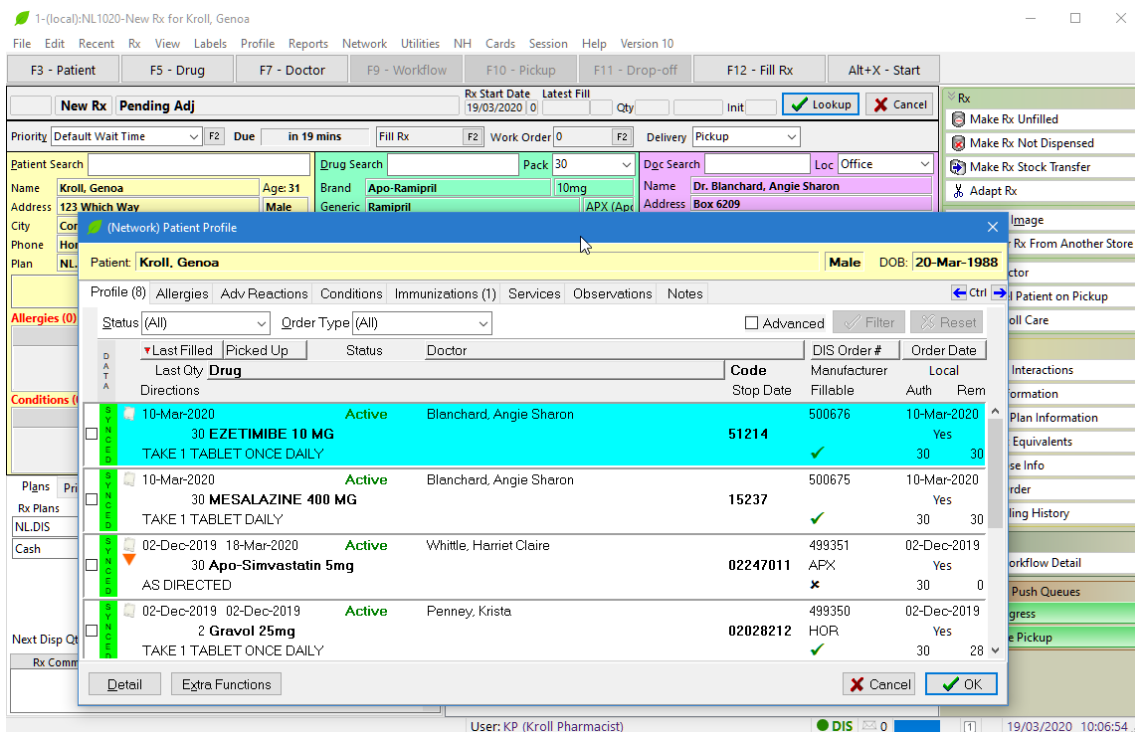 1-(local):NL1020-New Rx for Kroll, Genoa
File Edit Recent Rx View Labels Profile Reports Network Utilities NH Cards Session Help Version 10
F3 - Patient F5 - Drug F7 - Doctor F9 - Workflow F10 - Pickup F11 - Drop-off F12 - Fill Rx Alt+X - Start
Rx Start Date Latest Fill
New Rx Pending Adj 19/03/2020 0 Qty Init Lookup Cancel
Priority Default Wait Time F2 Due in 19 mins Fill Rx F2 Work Order 0 F2 Delivery Pickup
Patient Search Drug Search Pack 30 Doc Search Loc Office
Name Kroll, Genoa Age: 31 Brand Apo-Ramipril 10mg Name Dr. Blanchard, Angie Sharon
Address 123 Which Way Male Generic Ramipril APX Address Box 6209
City
Phone
Plan NL.
Allergies (0)
Conditions
Plans
Rx Plans
NL.DIS
Cash
Next Disp Qt
Rx Comm
Rx
Make Rx Unfilled
Make Rx Not Dispensed
Make Rx Stock Transfer
Adapt Rx
Image
Rx From Another Store
Patient on Pickup
Care
Interactions
Plan Information
Equivalents
Info
History
Detail
Push Queues
Pickup
(Network) Patient Profile
Patient Kroll, Genoa Male DOB: 20-Mar-1988
Profile (8) Allergies Adv Reactions Conditions Immunizations (1) Services Observations Notes Ctrl
Status (All) Order Type (All) Advanced Filter Reset
DATA
Last Filled Picked Up Status Doctor DIS Order # Order Date
Last Qty Drug Code Manufacturer Local
Directions Stop Date Fillable Auth Rem
SYNCED
10-Mar-2020 Active Blanchard, Angie Sharon 500676 10-Mar-2020
30 EZETIMIBE 10 MG 51214 Yes
TAKE 1 TABLET ONCE DAILY 30 30
SYNCED
10-Mar-2020 Active Blanchard, Angie Sharon 500675 10-Mar-2020
30 MESALAZINE 400 MG 15237 Yes
TAKE 1 TABLET DAILY 30 30
SYNCED
02-Dec-2019 18-Mar-2020 Active Whittle, Harriet Claire 499351 02-Dec-2019
30 Apo-Simvastatin 5mg 02247011 APX Yes
AS DIRECTED 30 0
SYNCED
02-Dec-2019 02-Dec-2019 Active Penney, Krista 499350 02-Dec-2019
2 Gravol 25mg 02028212 HOR Yes
TAKE 1 TABLET ONCE DAILY 30 28
Detail Extra Functions Cancel OK
User: KP (Kroll Pharmacist) DIS 0 1 19/03/2020 10:06:54